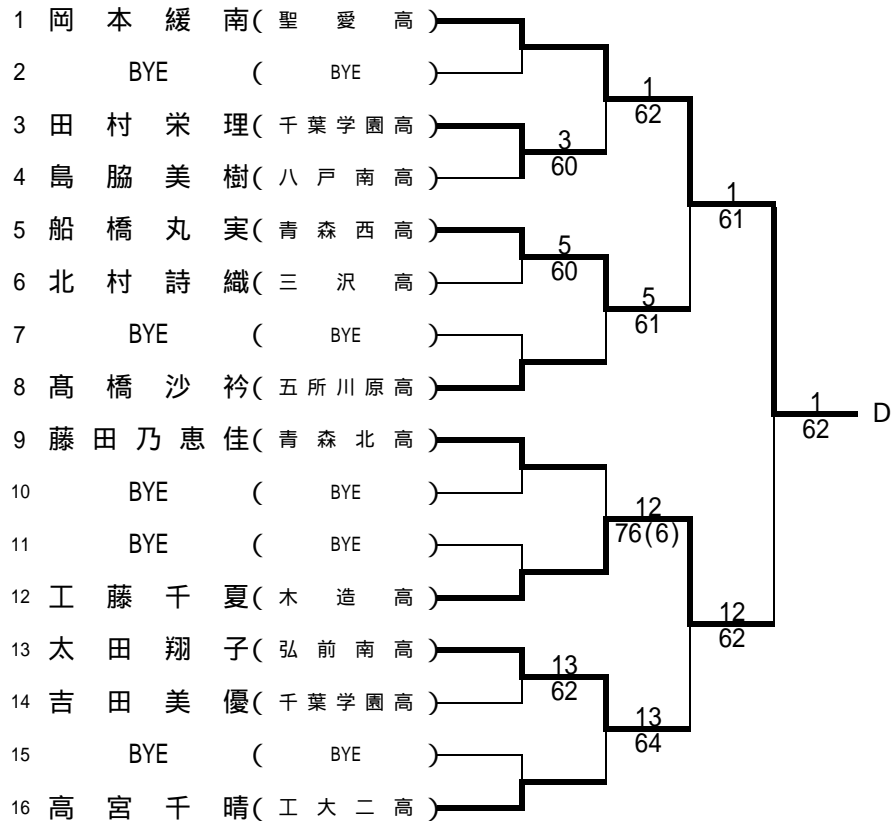 1 岡本緩南(聖愛高)
2 BYE (BYE)
3 田村栄理(千葉学園高)
4 島脇美樹(八戸南高)
5 船橋丸実(青森西高)
6 北村詩織(三沢高)
7 BYE (BYE)
8 髙橋沙衿(五所川原高)
9 藤田乃恵佳(青森北高)
10 BYE (BYE)
11 BYE (BYE)
12 工藤千夏(木造高)
13 太田翔子(弘前南高)
14 吉田美優(千葉学園高)
15 BYE (BYE)
16 高宮千晴(工大二高)
3
60
5
60
13
62
1
62
5
61
12
76(6)
13
64
1
61
12
62
1
62
D